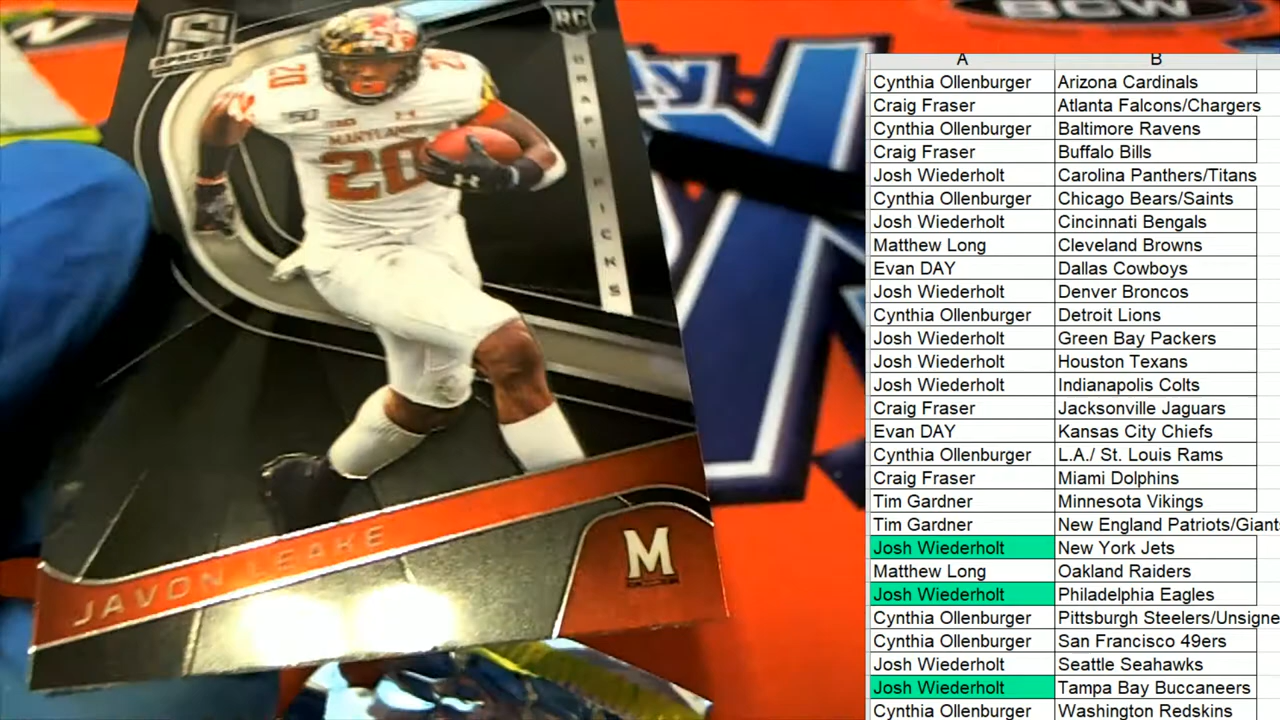 SPECTRA
RC
DRAFT PICKS
BCW
20
150
MARYLAND
20
JAVON LEAKE
M
A B
Cynthia Ollenburger Arizona Cardinals
Craig Fraser Atlanta Falcons/Chargers
Cynthia Ollenburger Baltimore Ravens
Craig Fraser Buffalo Bills
Josh Wiederholt Carolina Panthers/Titans
Cynthia Ollenburger Chicago Bears/Saints
Josh Wiederholt Cincinnati Bengals
Matthew Long Cleveland Browns
Evan DAY Dallas Cowboys
Josh Wiederholt Denver Broncos
Cynthia Ollenburger Detroit Lions
Josh Wiederholt Green Bay Packers
Josh Wiederholt Houston Texans
Josh Wiederholt Indianapolis Colts
Craig Fraser Jacksonville Jaguars
Evan DAY Kansas City Chiefs
Cynthia Ollenburger L.A./ St. Louis Rams
Craig Fraser Miami Dolphins
Tim Gardner Minnesota Vikings
Tim Gardner New England Patriots/Giant
Josh Wiederholt New York Jets
Matthew Long Oakland Raiders
Josh Wiederholt Philadelphia Eagles
Cynthia Ollenburger Pittsburgh Steelers/Unsigne
Cynthia Ollenburger San Francisco 49ers
Josh Wiederholt Seattle Seahawks
Josh Wiederholt Tampa Bay Buccaneers
Cynthia Ollenburger Washington Redskins